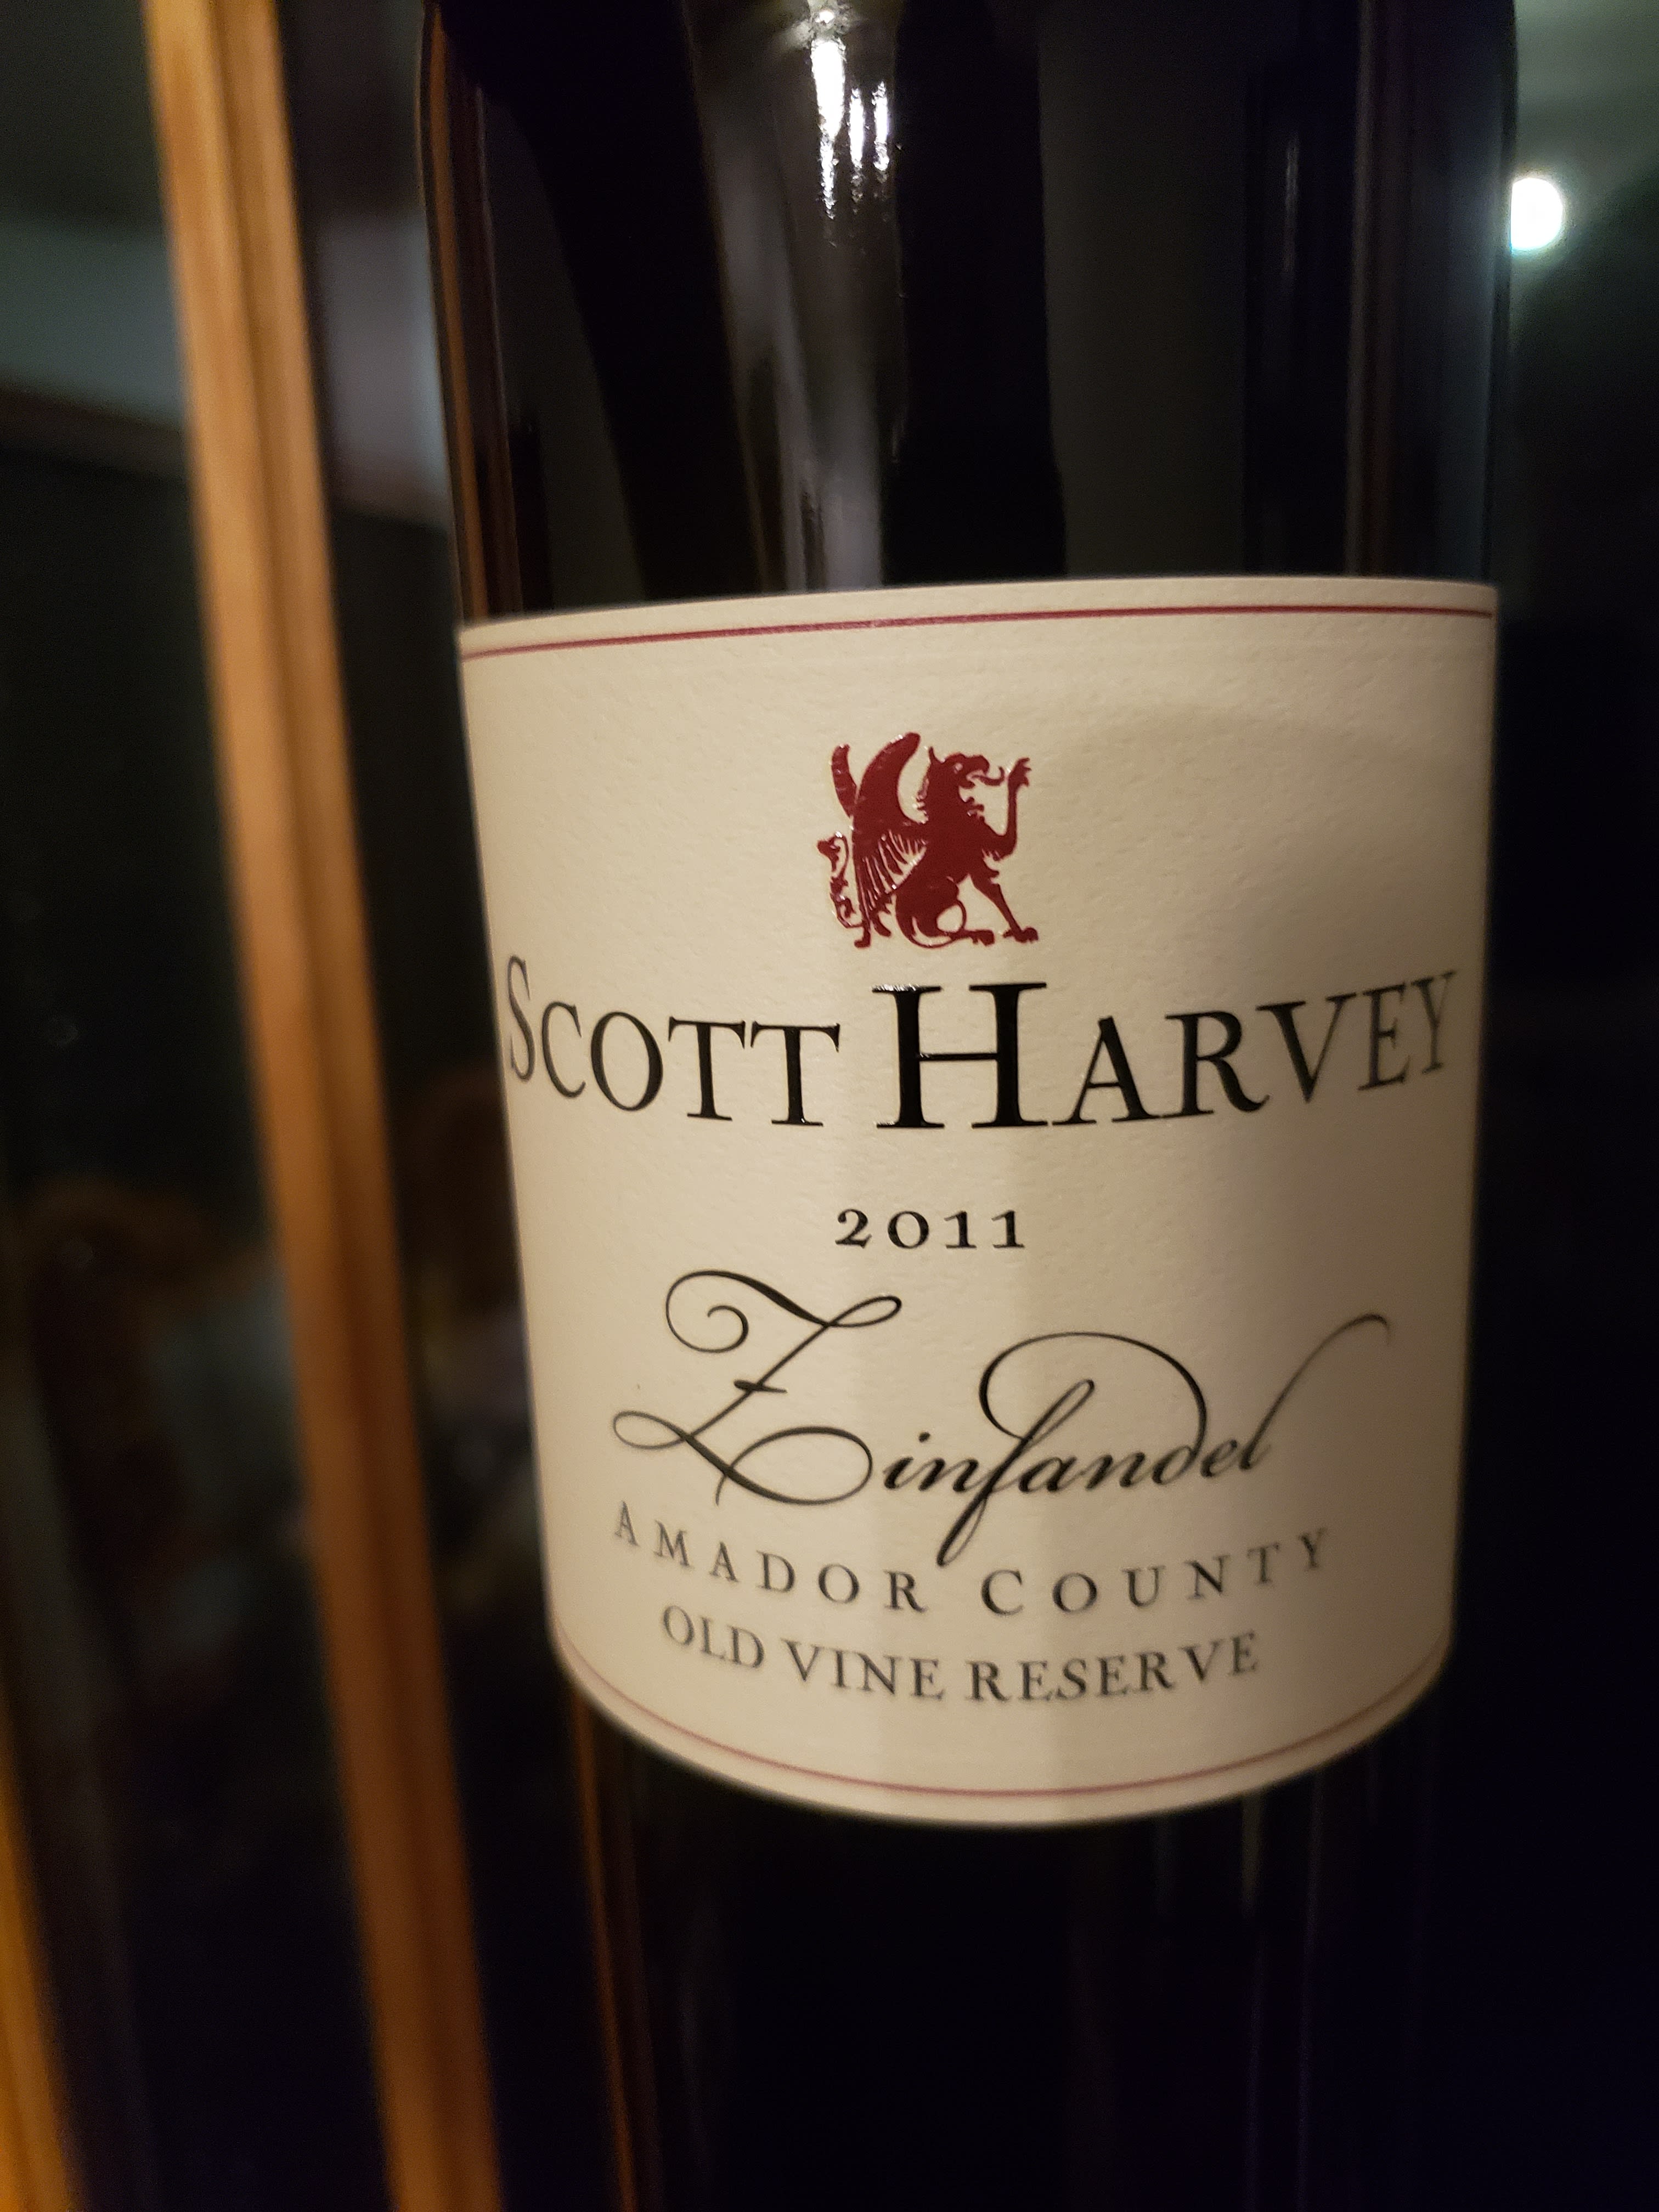 SCOTT HARVEY
2011
Zinfandel
AMADOR COUNTY
OLD VINE RESERVE